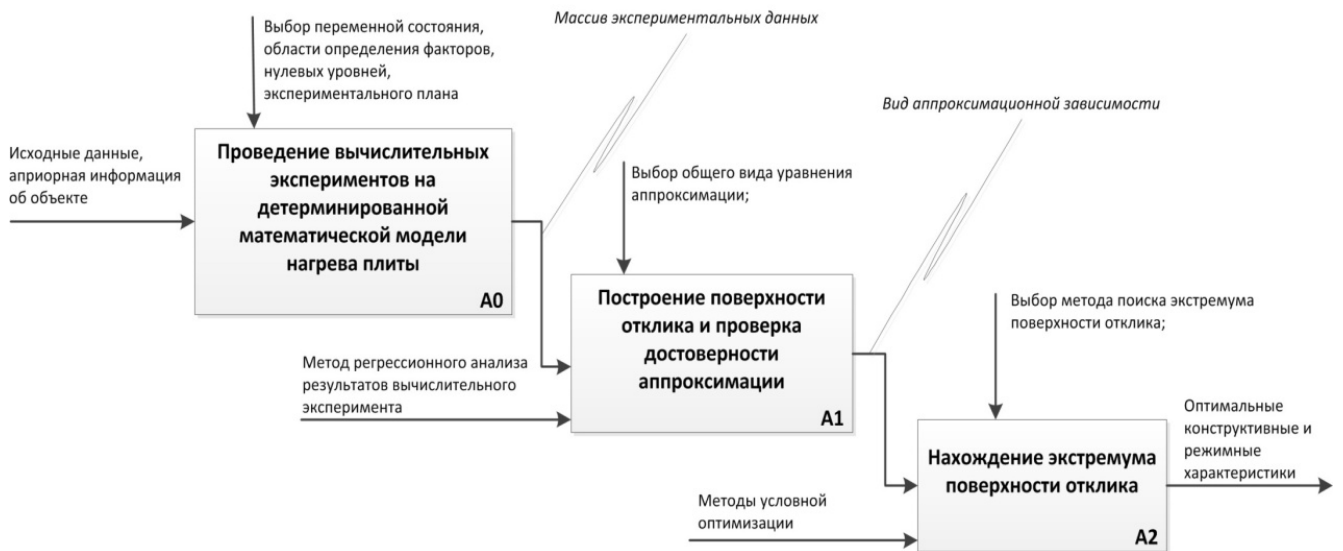 Массив экспериментальных данных
Выбор переменной состояния,
области определения факторов,
нулевых уровней,
экспериментального плана
Вид аппроксимационной зависимости
Исходные данные,
априорная информация
об объекте
Проведение вычислительных
экспериментов на
детерминированной
математической модели
нагрева плиты
A0
Выбор общего вида уравнения
аппроксимации;
Построение поверхности
отклика и проверка
достоверности
аппроксимации
A1
Метод регрессионного анализа
результатов вычислительного
эксперимента
Выбор метода поиска экстремума
поверхности отклика;
Оптимальные
конструктивные и
режимные
характеристики
Нахождение экстремума
поверхности отклика
A2
Методы условной
оптимизации